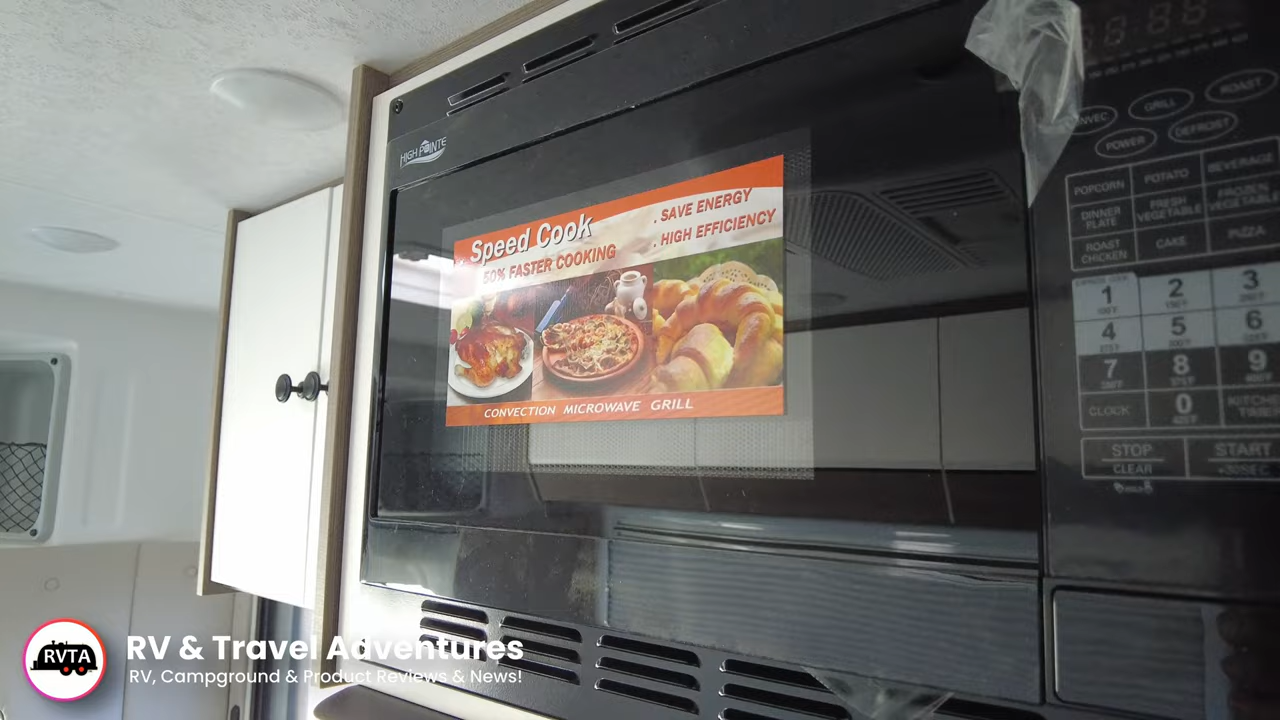 HIGH POINTE
Speed Cook
50% FASTER COOKING
. SAVE ENERGY
. HIGH EFFICIENCY
CONVECTION MICROWAVE GRILL
GRILL
ROAST
POWER
DEFROST
POPCORN
POTATO
BEVERAGE
DINNER PLATE
FRESH VEGETABLE
FROZEN VEGETABLE
ROAST CHICKEN
CAKE
PIZZA
1
2
3
4
5
6
7
8
9
CLOCK
0
STOP
CLEAR
START
+30SEC
RVTA
RV & Travel Adventures
RV, Campground & Product Reviews & News!